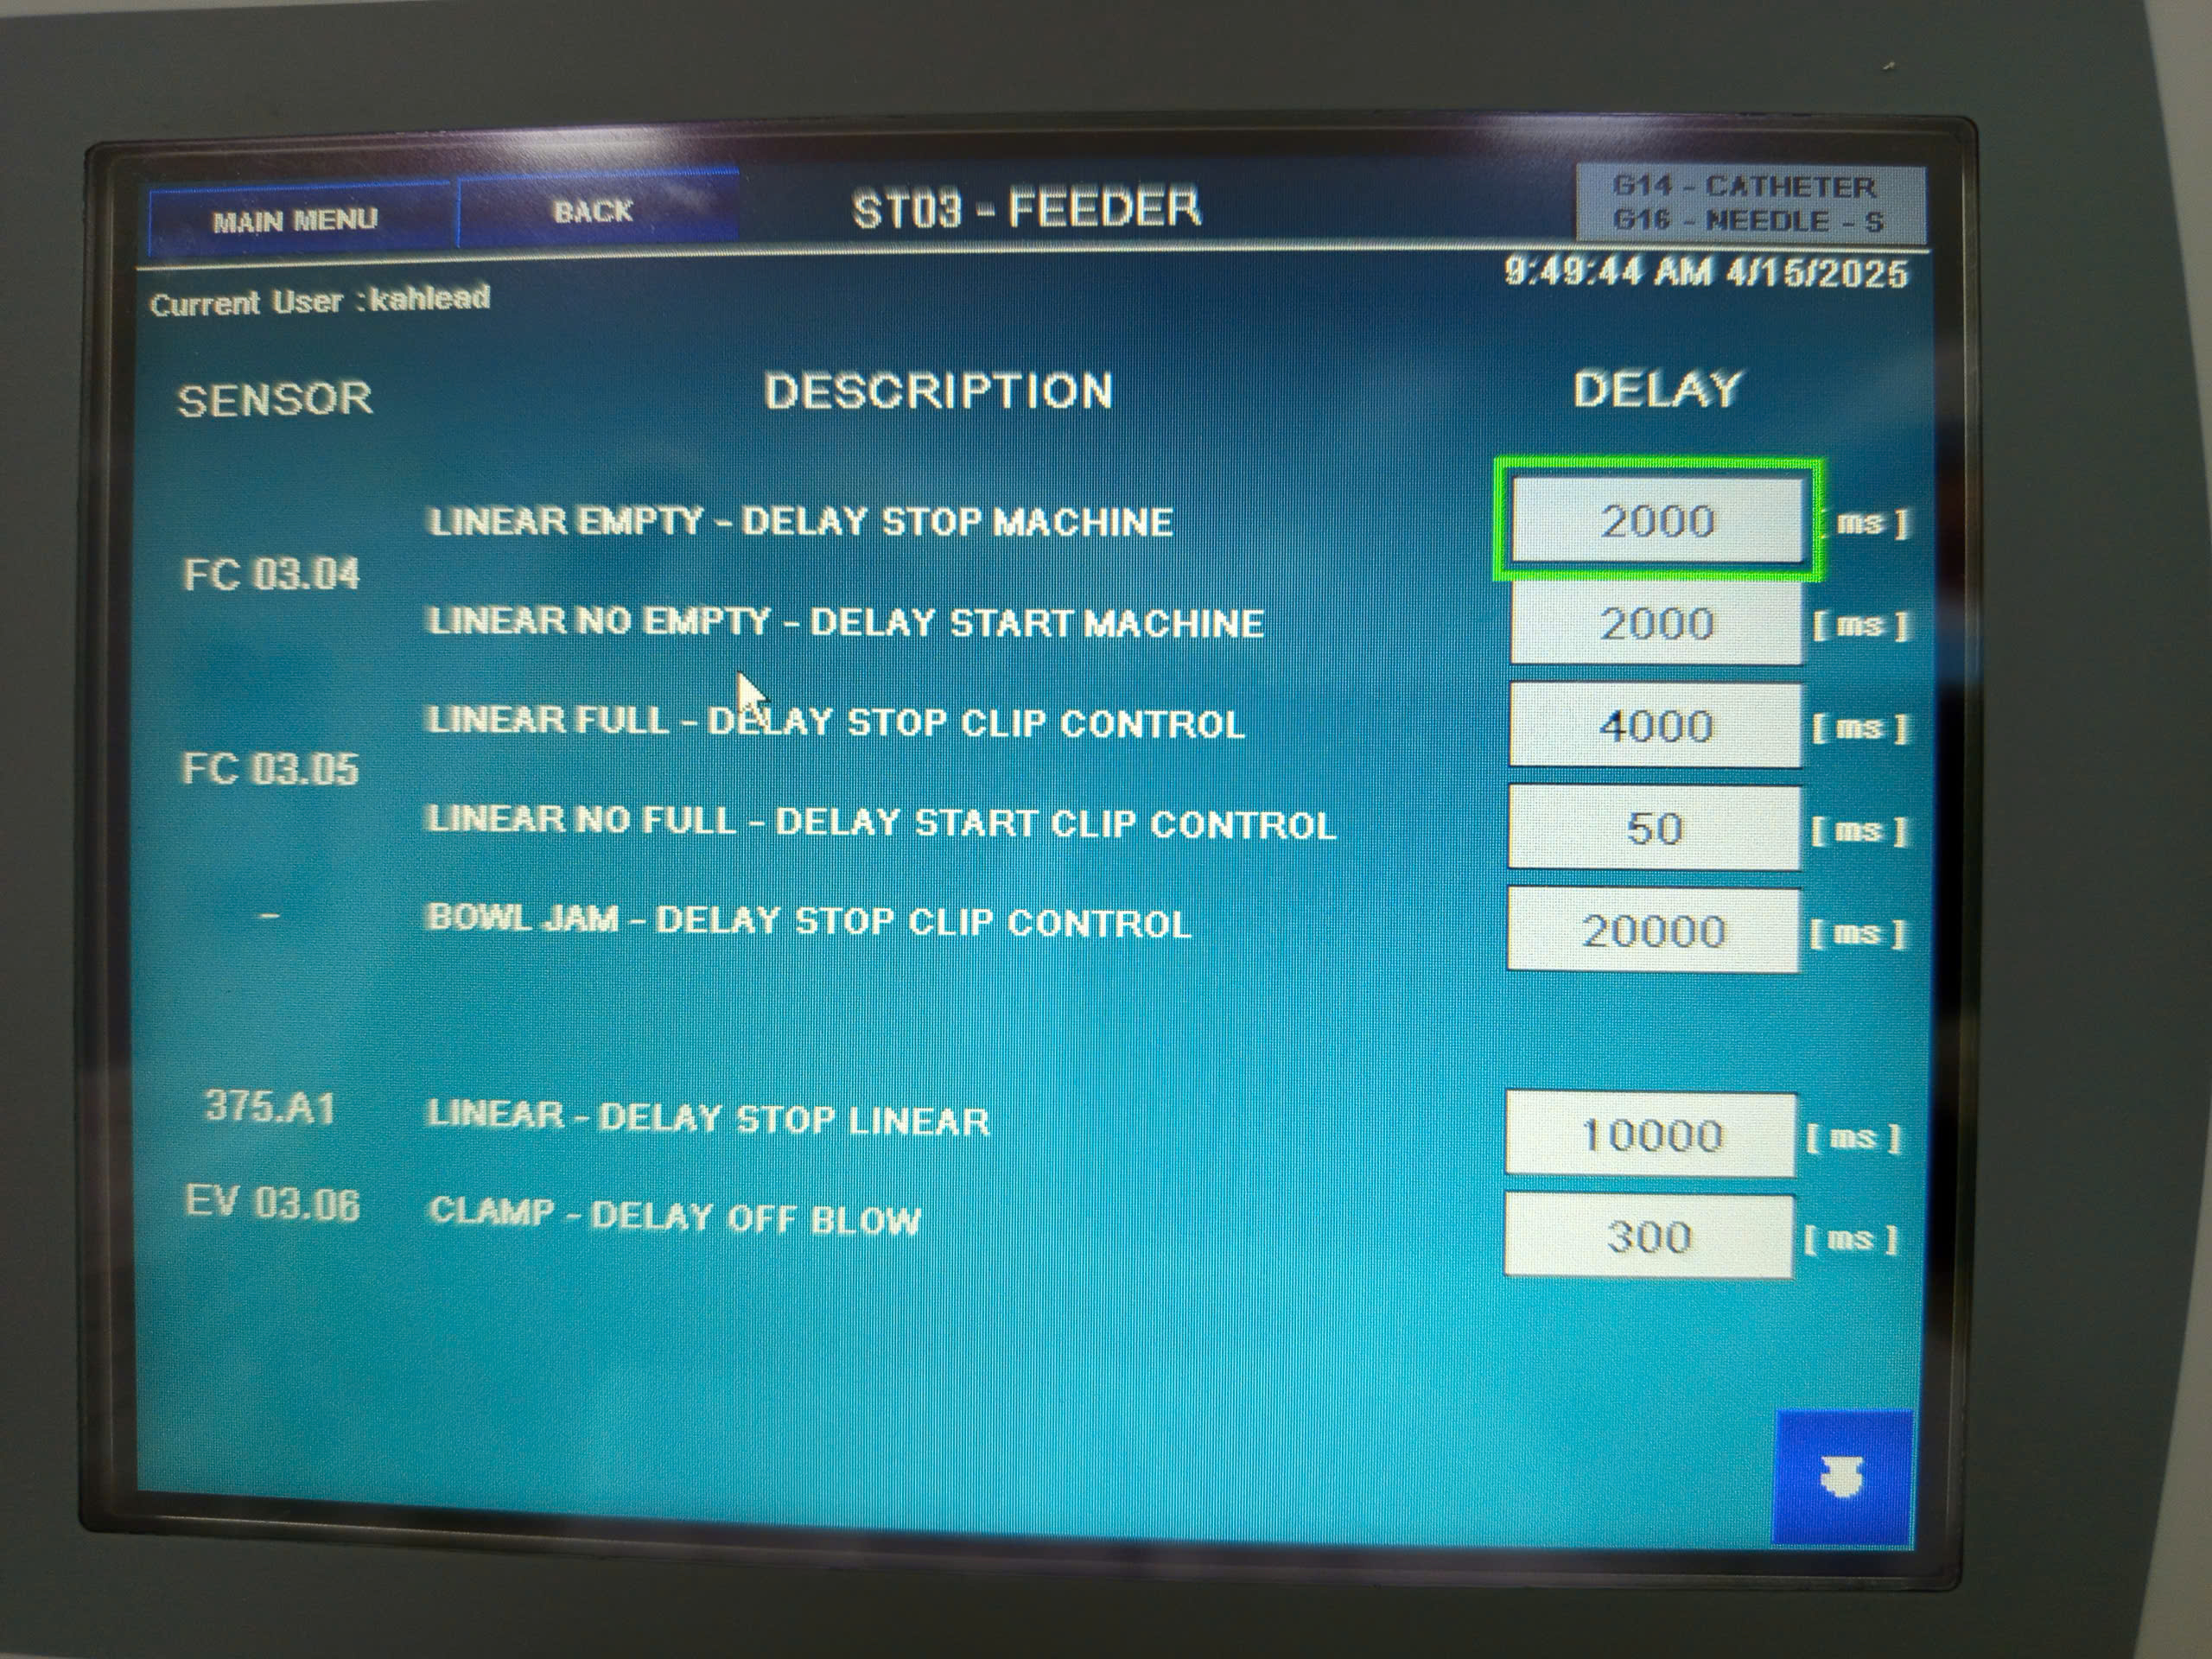 MAIN MENU BACK ST03 - FEEDER G14 - CATHETER
G16 - NEEDLE - S
9:49:44 AM 4/15/2025
Current User :kahlead
SENSOR DESCRIPTION DELAY
LINEAR EMPTY - DELAY STOP MACHINE 2000 ms ]
FC 03.04
LINEAR NO EMPTY - DELAY START MACHINE 2000 [ ms ]
LINEAR FULL - DELAY STOP CLIP CONTROL 4000 [ ms ]
FC 03.05
LINEAR NO FULL - DELAY START CLIP CONTROL 50 [ ms ]
- BOWL JAM - DELAY STOP CLIP CONTROL 20000 [ ms ]
375.A1 LINEAR - DELAY STOP LINEAR 10000 [ ms ]
EV 03.06 CLAMP - DELAY OFF BLOW 300 [ ms ]